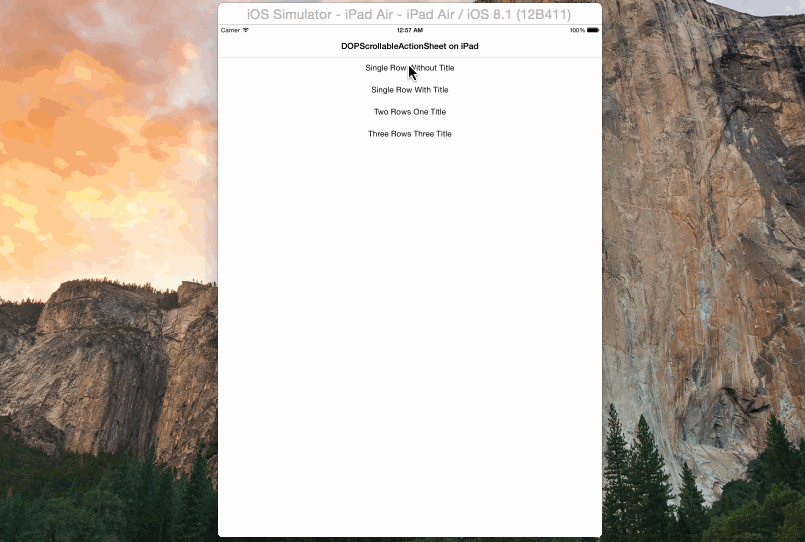 iOS Simulator - iPad Air - iPad Air / iOS 8.1 (12B411)
Carrier 12:57 AM 100%
DOPScrollableActionSheet on iPad
Single Row Without Title
Single Row With Title
Two Rows One Title
Three Rows Three Title